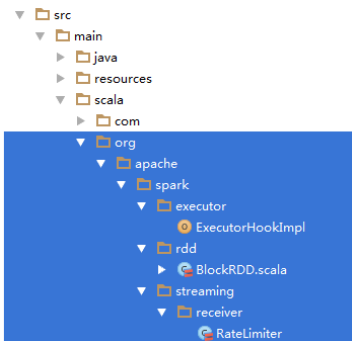 src
main
java
resources
scala
com
org
apache
spark
executor
ExecutorHookImpl
rdd
BlockRDD.scala
streaming
receiver
RateLimiter